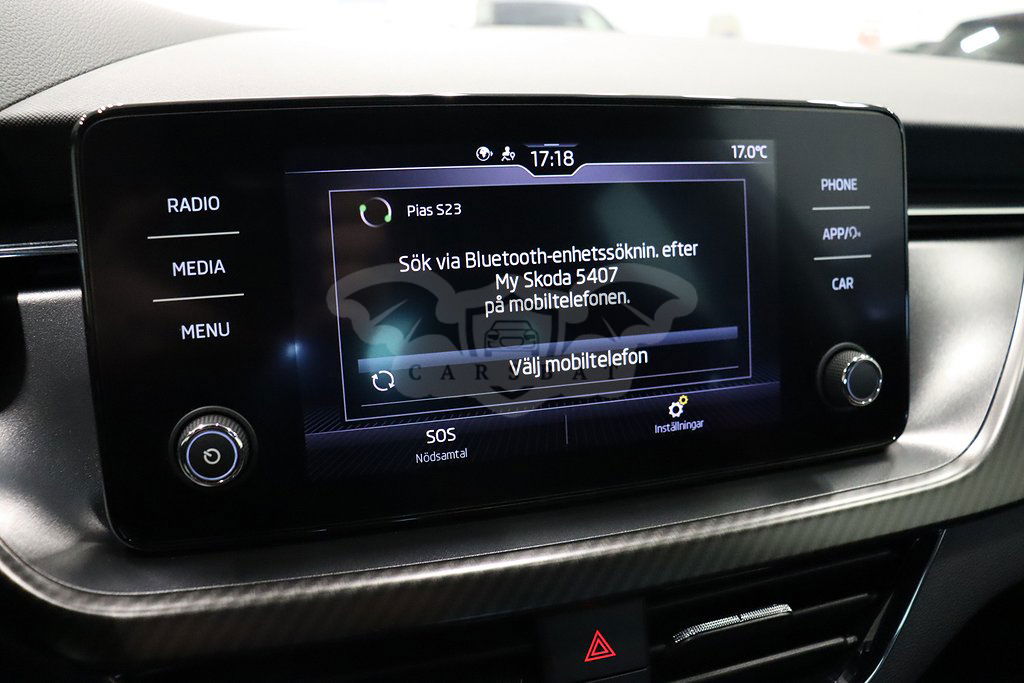 17:18
17.0°C
RADIO
MEDIA
MENU
PHONE
APP/
CAR
Pias S23
Sök via Bluetooth-enhetssöknin. efter
My Skoda 5407
på mobiltelefonen.
Välj mobiltelefon
SOS
Nödsamtal
Inställningar